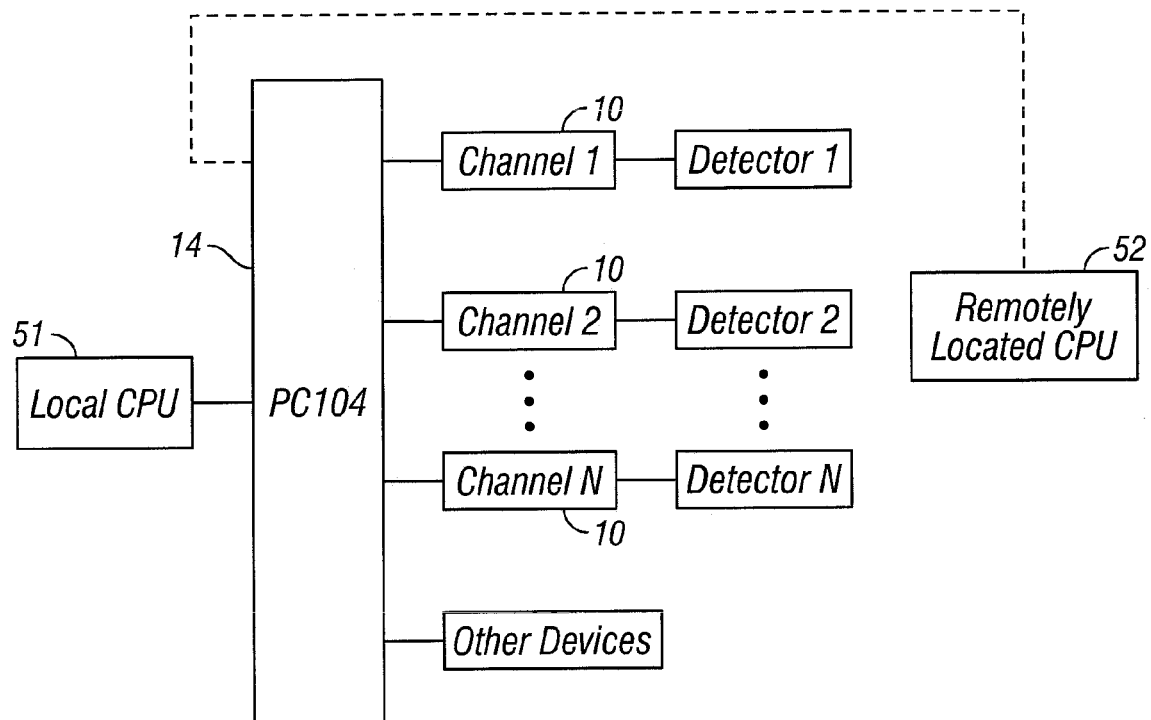 10
Channel 1
Detector 1
14
10
52
Channel 2
Detector 2
Remotely
Located CPU
51
Local CPU
PC104
Channel N
Detector N
10
Other Devices